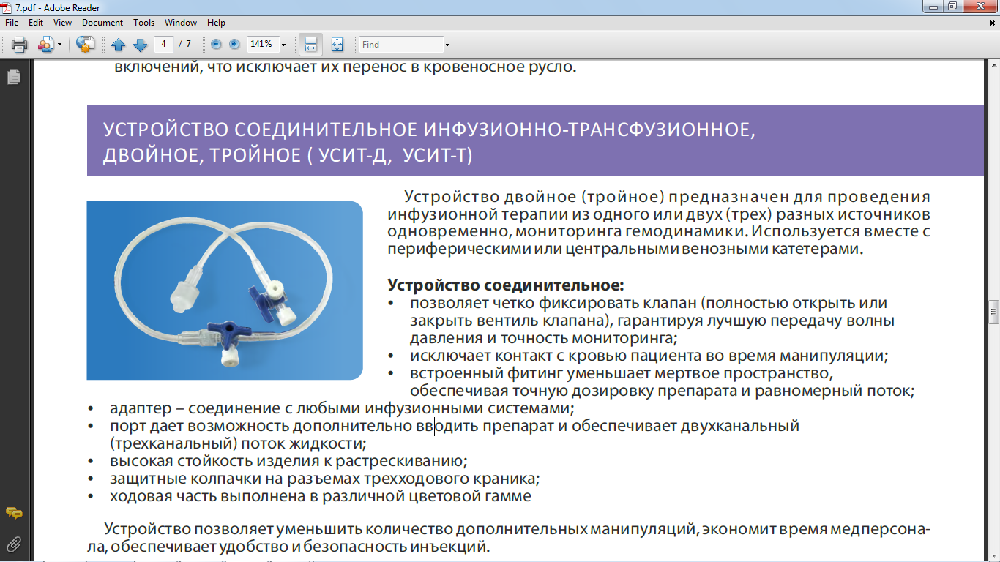 7.pdf - Adobe Reader
File Edit View Document Tools Window Help
4 / 7 141% Find
включений, что исключает их перенос в кровеносное русло.
УСТРОЙСТВО СОЕДИНИТЕЛЬНОЕ ИНФУЗИОННО-ТРАНСФУЗИОННОЕ,
ДВОЙНОЕ, ТРОЙНОЕ ( УСИТ-Д, УСИТ-Т)
Устройство двойное (тройное) предназначен для проведения
инфузионной терапии из одного или двух (трех) разных источников
одновременно, мониторинга гемодинамики. Используется вместе с
периферическими или центральными венозными катетерами.
Устройство соединительное:
• позволяет четко фиксировать клапан (полностью открыть или
закрыть вентиль клапана), гарантируя лучшую передачу волны
давления и точность мониторинга;
• исключает контакт с кровью пациента во время манипуляции;
• встроенный фитинг уменьшает мертвое пространство,
обеспечивая точную дозировку препарата и равномерный поток;
• адаптер – соединение с любыми инфузионными системами;
• порт дает возможность дополнительно вводить препарат и обеспечивает двухканальный
(трехканальный) поток жидкости;
• высокая стойкость изделия к растрескиванию;
• защитные колпачки на разъемах трехходового краника;
• ходовая часть выполнена в различной цветовой гамме
Устройство позволяет уменьшить количество дополнительных манипуляций, экономит время медперсона-
ла, обеспечивает удобство и безопасность инъекций.